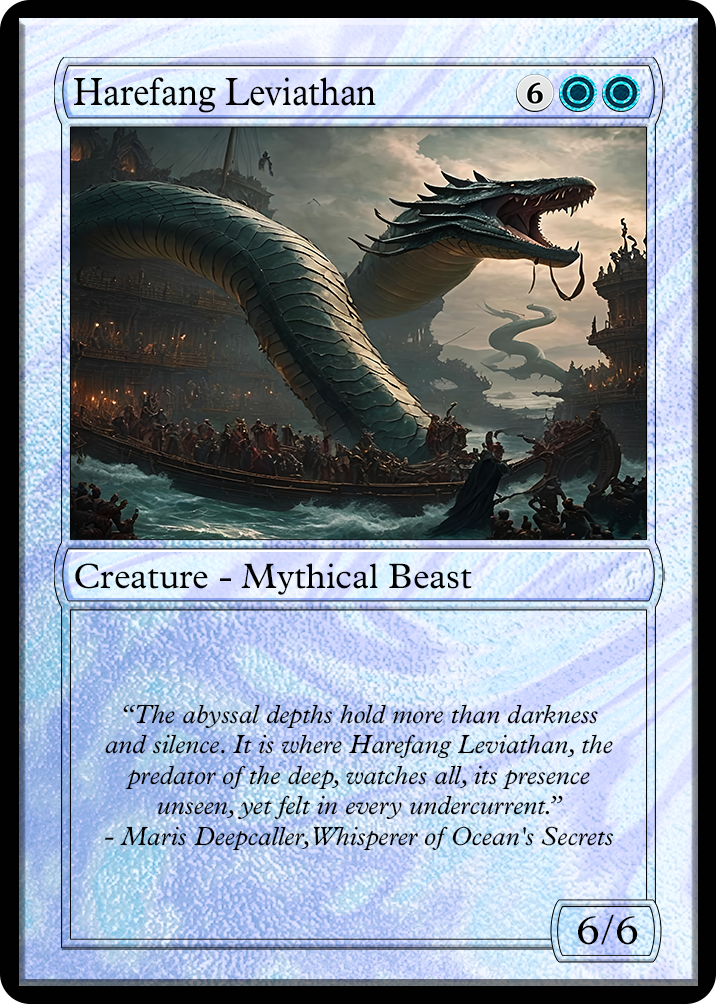 Harefang Leviathan 6
Creature - Mythical Beast
“The abyssal depths hold more than darkness
and silence. It is where Harefang Leviathan, the
predator of the deep, watches all, its presence
unseen, yet felt in every undercurrent.”
- Maris Deepcaller,Whisperer of Ocean's Secrets
6/6